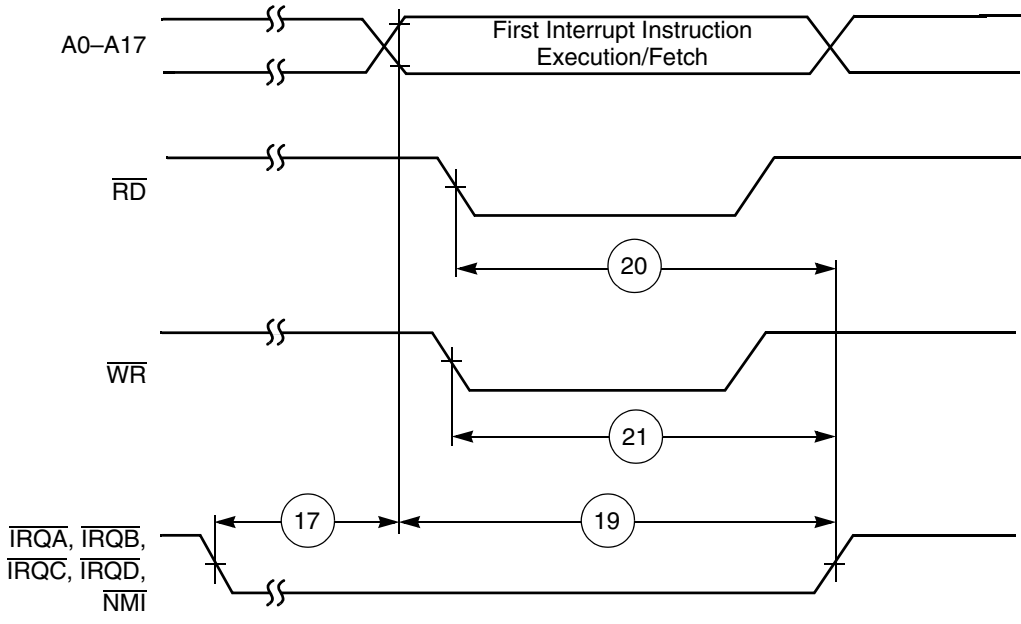 A0–A17
First Interrupt Instruction
Execution/Fetch
RD
20
WR
21
17
19
IRQA, IRQB,
IRQC, IRQD,
NMI